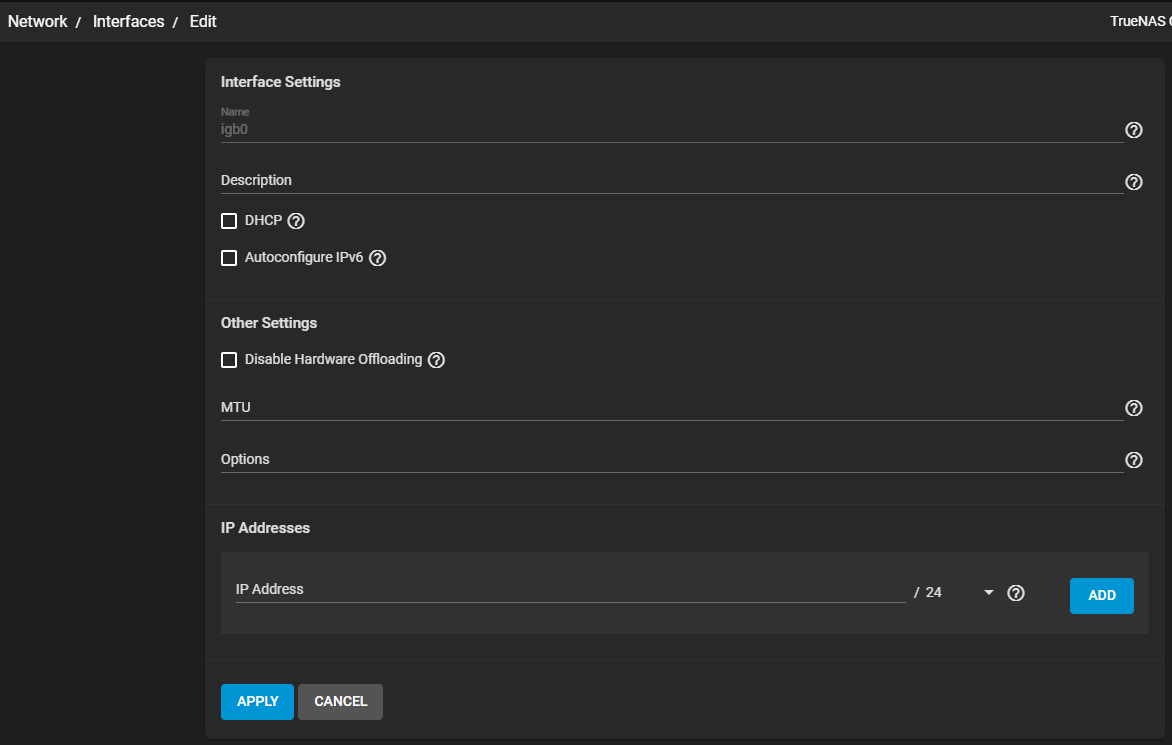 Network / Interfaces / Edit
TrueNAS
Interface Settings
Name
igb0
Description
DHCP
Autoconfigure IPv6
Other Settings
Disable Hardware Offloading
MTU
Options
IP Addresses
IP Address / 24
ADD
APPLY CANCEL